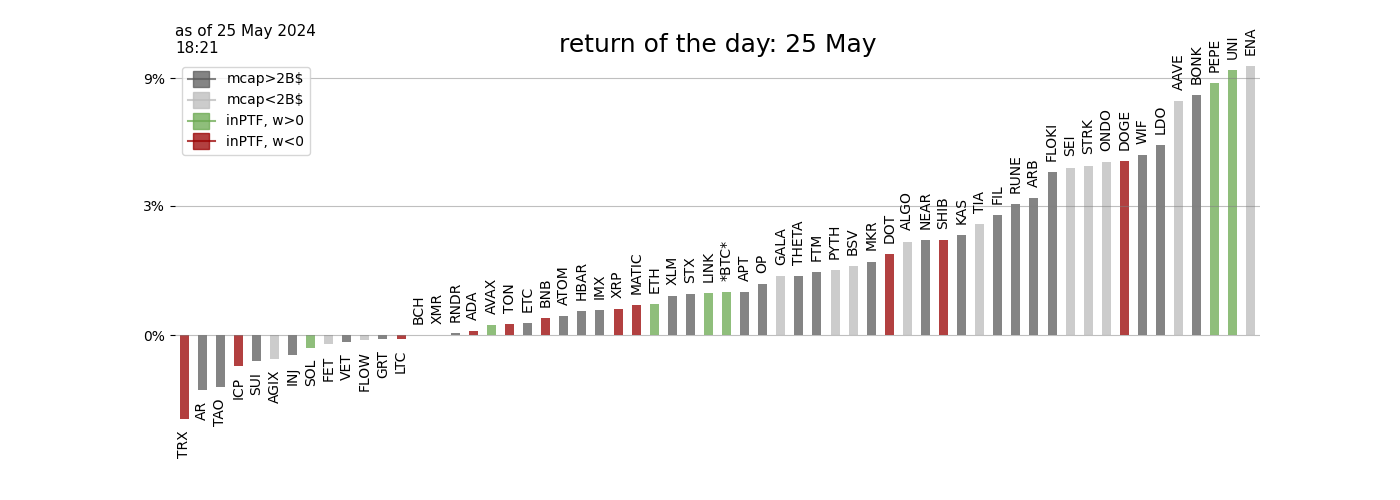 as of 25 May 2024
18:21
return of the day: 25 May
mcap>2B$
mcap<2B$
inPTF, w>0
inPTF, w<0
9%
3%
0%
TRX
AR
TAO
ICP
SUI
AGIX
INJ
SOL
FET
VET
FLOW
GRT
LTC
BCH
XMR
RNDR
ADA
AVAX
TON
ETC
BNB
ATOM
HBAR
IMX
XRP
MATIC
ETH
XLM
STX
LINK
*BTC*
APT
OP
GALA
THETA
FTM
PYTH
BSV
MKR
DOT
ALGO
NEAR
SHIB
KAS
TIA
FIL
RUNE
ARB
FLOKI
SEI
STRK
ONDO
DOGE
WIF
LDO
AAVE
BONK
PEPE
UNI
ENA